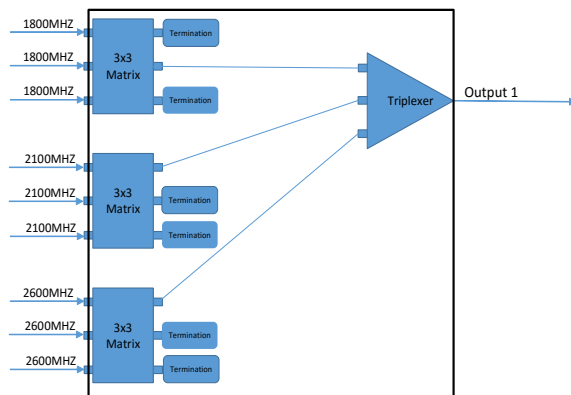 1800MHZ
Termination
1800MHZ
3x3
Matrix
1800MHZ
Termination
Triplexer
Output 1
2100MHZ
2100MHZ
3x3
Matrix
Termination
2100MHZ
Termination
2600MHZ
2600MHZ
3x3
Matrix
Termination
2600MHZ
Termination